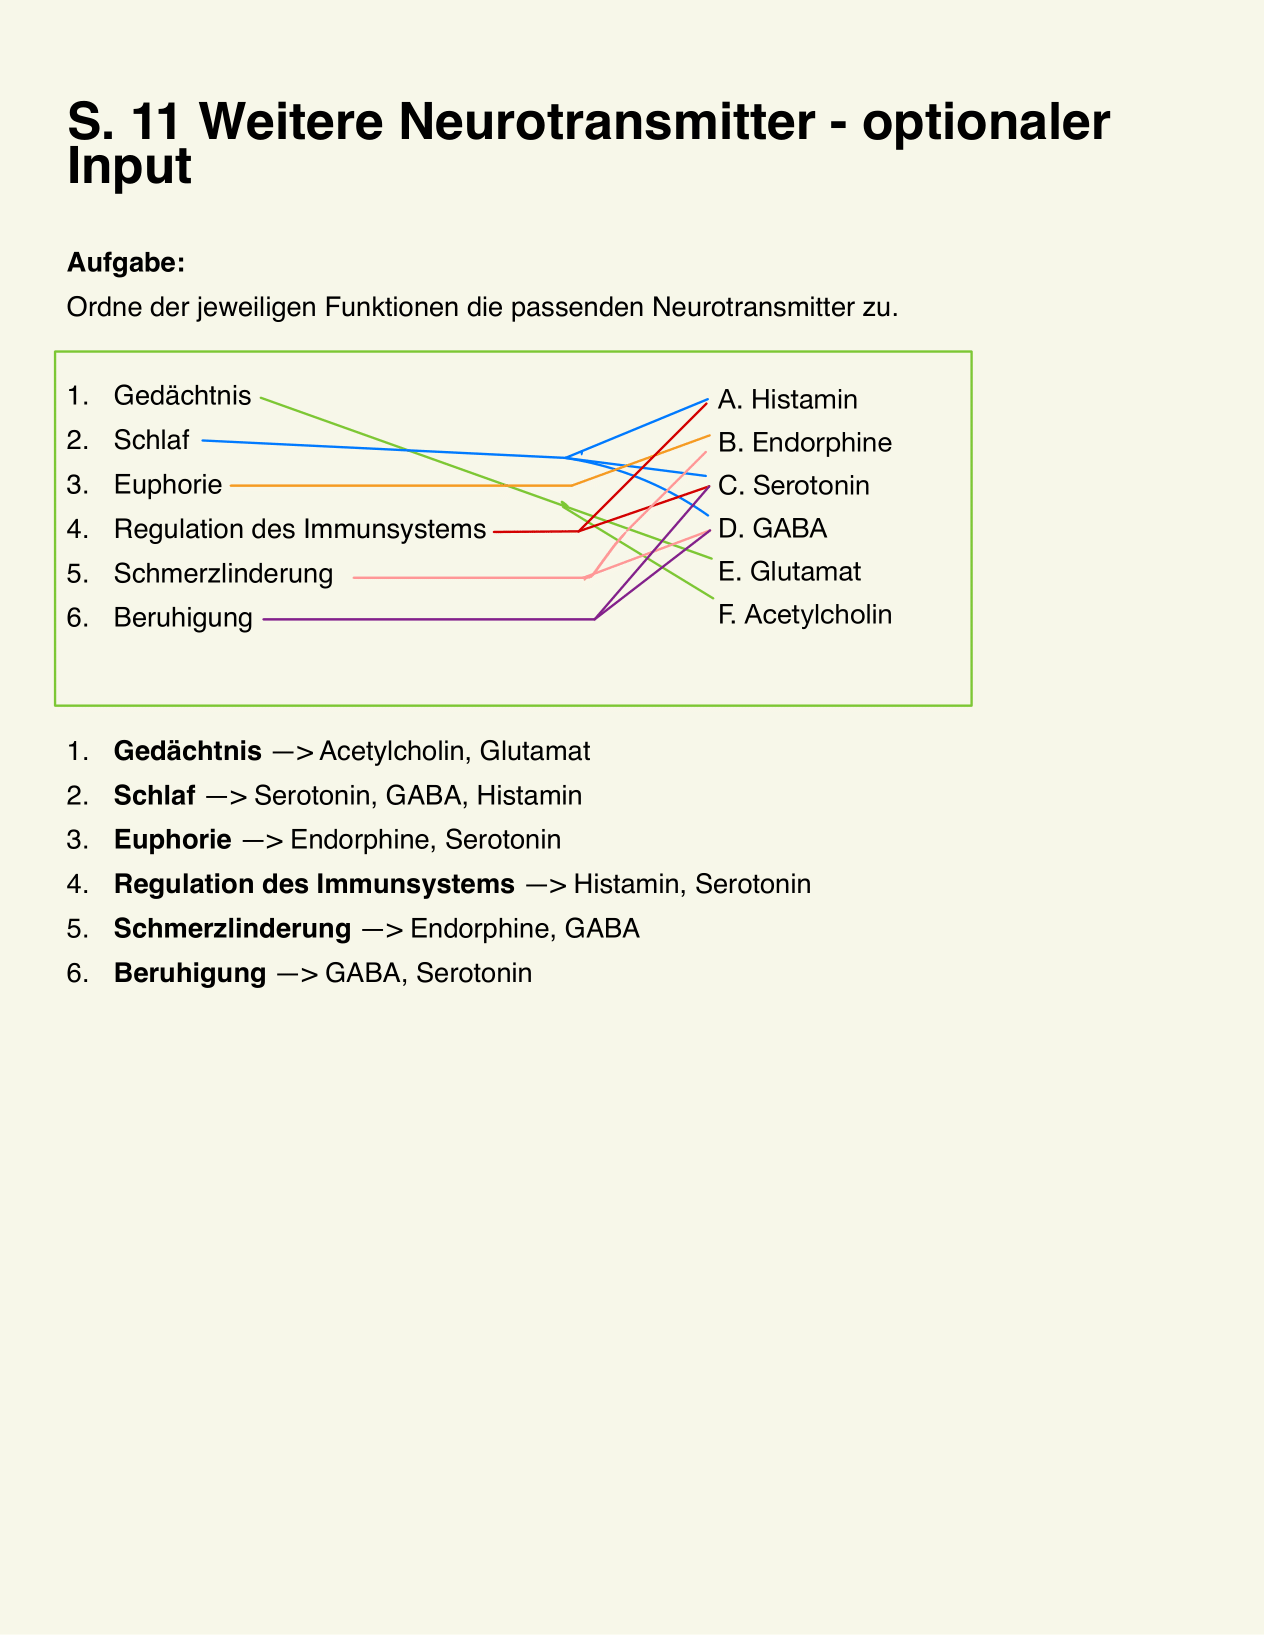 S. 11 Weitere Neurotransmitter - optionaler
Input
Aufgabe:
Ordne der jeweiligen Funktionen die passenden Neurotransmitter zu.
1. Gedächtnis
2. Schlaf
3. Euphorie
4. Regulation des Immunsystems
5. Schmerzlinderung
6. Beruhigung
A. Histamin
B. Endorphine
C. Serotonin
D. GABA
E. Glutamat
F. Acetylcholin
1. Gedächtnis —> Acetylcholin, Glutamat
2. Schlaf —> Serotonin, GABA, Histamin
3. Euphorie —> Endorphine, Serotonin
4. Regulation des Immunsystems —> Histamin, Serotonin
5. Schmerzlinderung —> Endorphine, GABA
6. Beruhigung —> GABA, Serotonin